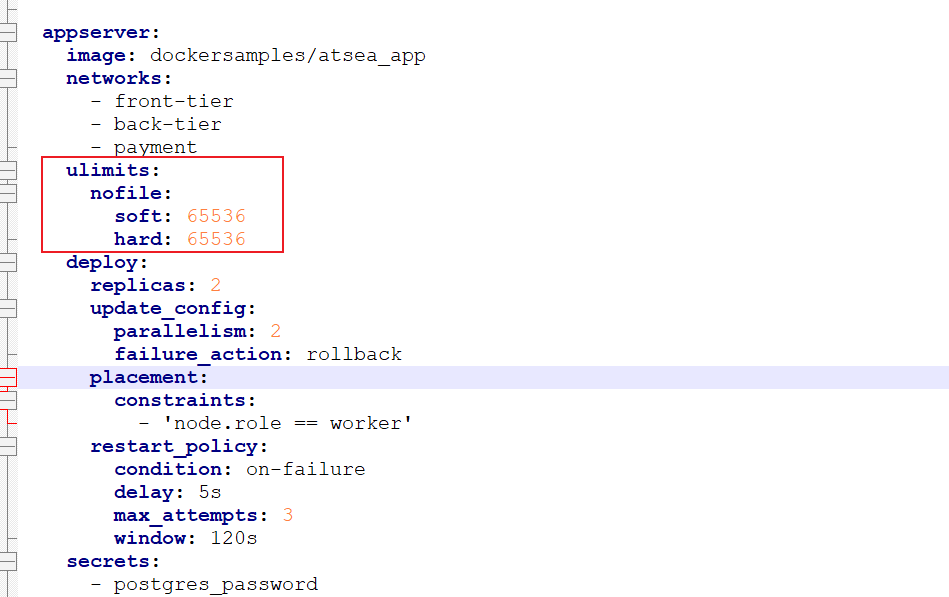 appserver:
  image: dockersamples/atsea_app
  networks:
    - front-tier
    - back-tier
    - payment
  ulimits:
    nofile:
      soft: 65536
      hard: 65536
  deploy:
    replicas: 2
    update_config:
      parallelism: 2
      failure_action: rollback
    placement:
      constraints:
        - 'node.role == worker'
    restart_policy:
      condition: on-failure
      delay: 5s
      max_attempts: 3
      window: 120s
  secrets:
    - postgres_password